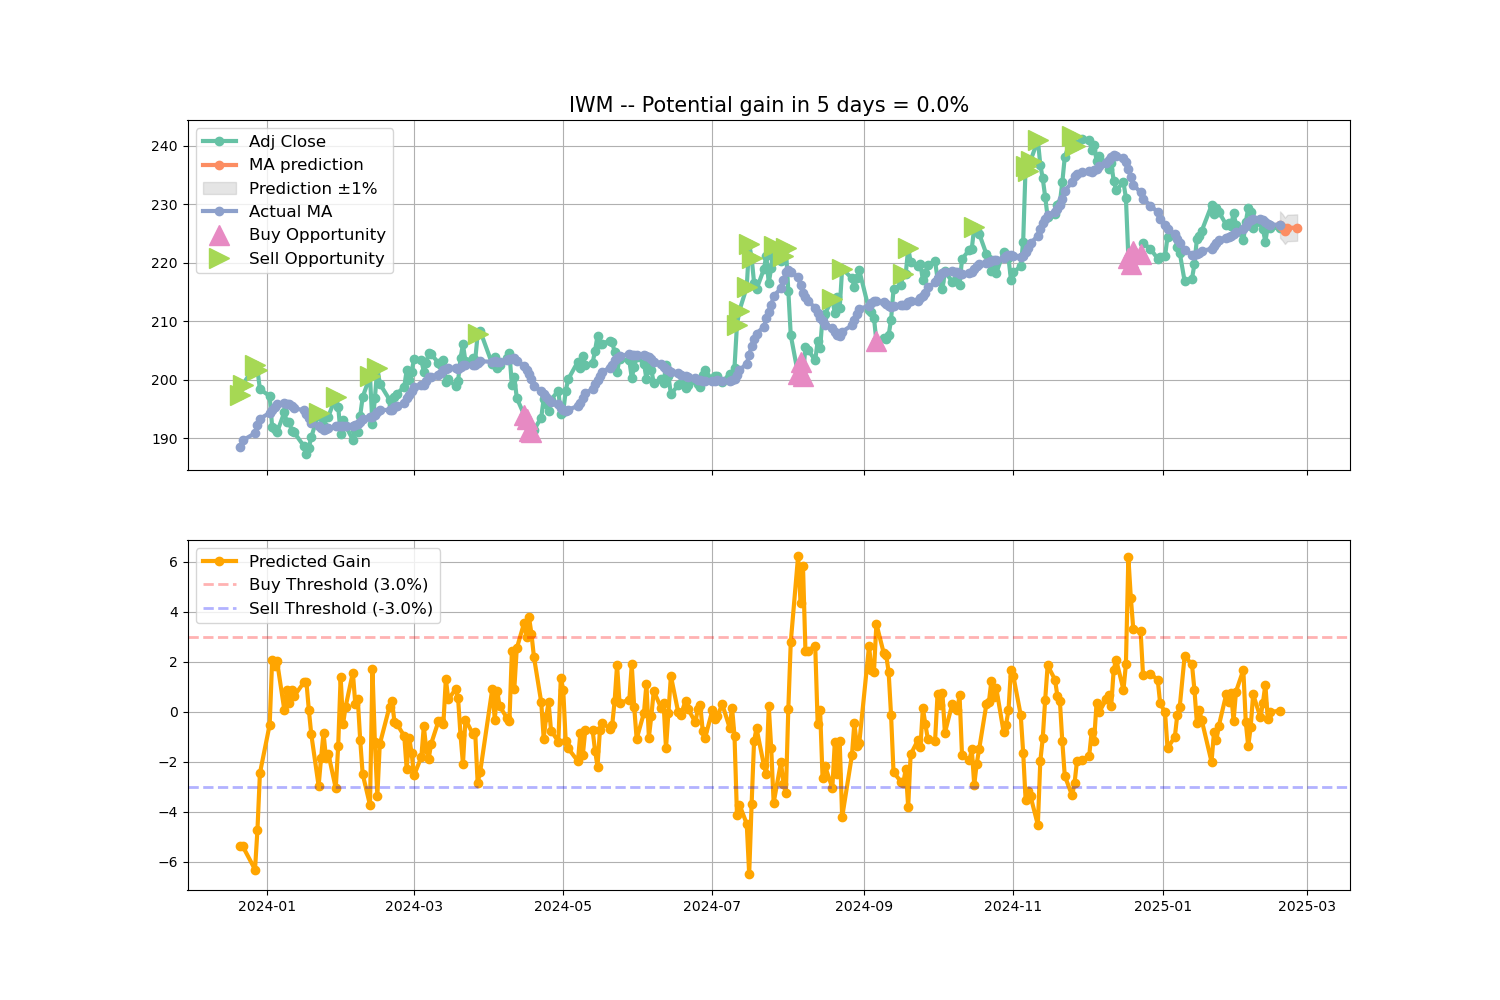 IWM -- Potential gain in 5 days = 0.0%
Adj Close
MA prediction
Prediction ±1%
Actual MA
Buy Opportunity
Sell Opportunity
240
230
220
210
200
190
Predicted Gain
Buy Threshold (3.0%)
Sell Threshold (-3.0%)
6
4
2
0
−2
−4
−6
2024-01 2024-03 2024-05 2024-07 2024-09 2024-11 2025-01 2025-03